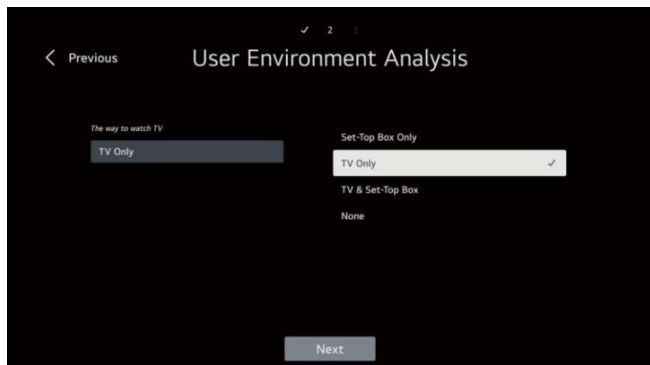 ✓ 2 3
Previous
User Environment Analysis
The way to watch TV
TV Only
Set-Top Box Only
TV Only ✓
TV & Set-Top Box
None
Next